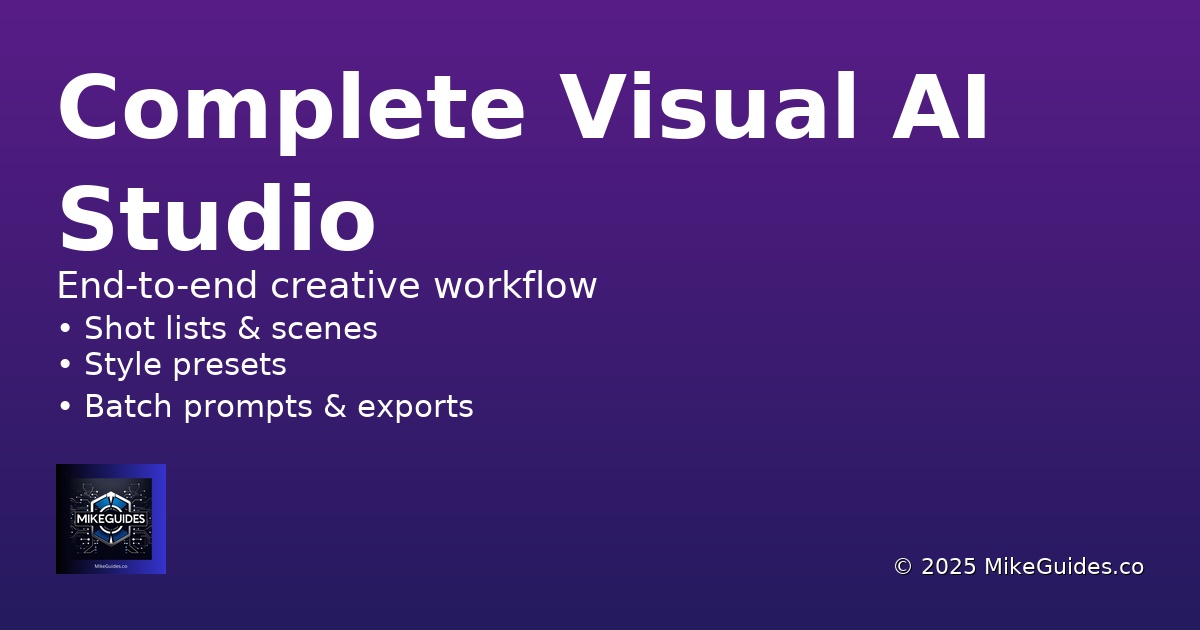 Complete Visual AI
Studio
End-to-end creative workflow
• Shot lists & scenes
• Style presets
• Batch prompts & exports
MIKEGUIDES
MikeGuides.co
© 2025 MikeGuides.co